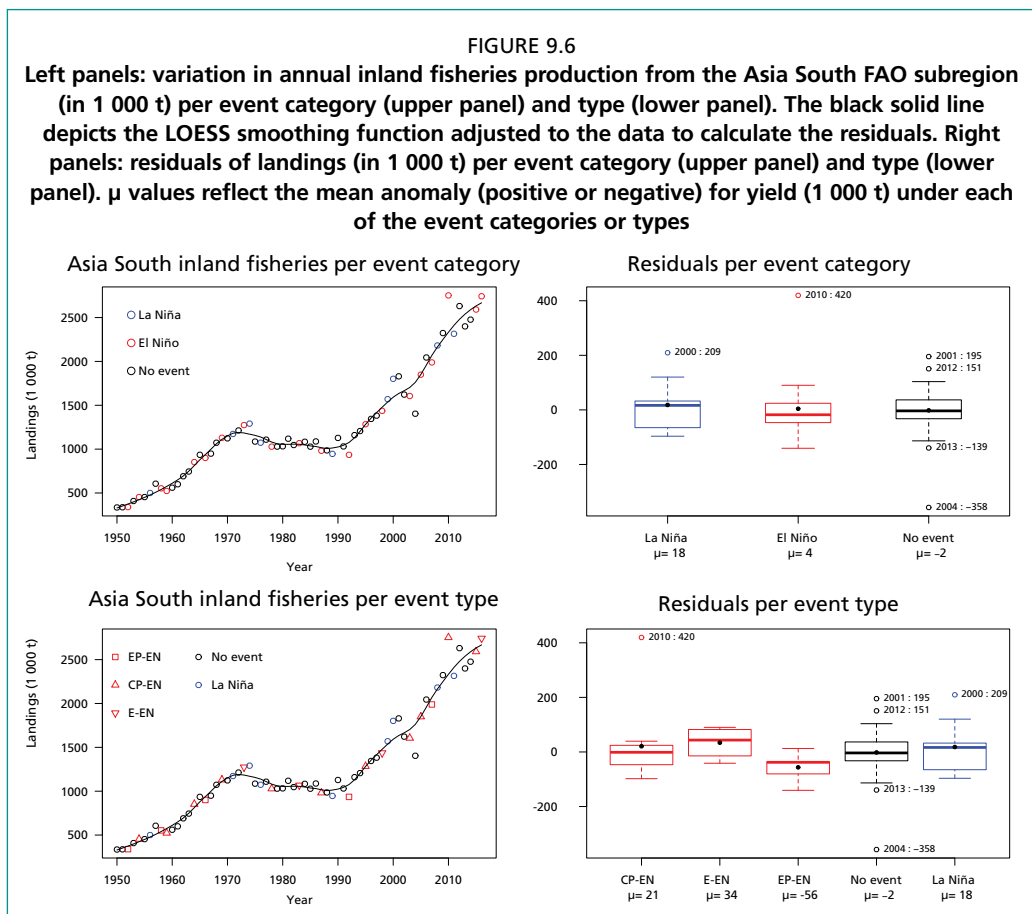 FIGURE 9.6
Left panels: variation in annual inland fisheries production from the Asia South FAO subregion
(in 1 000 t) per event category (upper panel) and type (lower panel). The black solid line
depicts the LOESS smoothing function adjusted to the data to calculate the residuals. Right
panels: residuals of landings (in 1 000 t) per event category (upper panel) and type (lower
panel). µ values reflect the mean anomaly (positive or negative) for yield (1 000 t) under each
of the event categories or types
Asia South inland fisheries per event category
Landings (1 000 t)
2500
2000
1500
1000
500
La Niña
El Niño
No event
1950 1960 1970 1980 1990 2000 2010
Year
Residuals per event category
400
200
0
-200
2000 : 209
2010 : 420
2001 : 195
2012 : 151
2013 : −139
2004 : −358
La Niña El Niño No event
µ= 18 µ= 4 µ= −2
Asia South inland fisheries per event type
Landings (1 000 t)
2500
2000
1500
1000
500
EP-EN No event
CP-EN La Niña
E-EN
1950 1960 1970 1980 1990 2000 2010
Year
Residuals per event type
400
200
0
-200
2010 : 420
2001 : 195
2012 : 151
2013 : −139
2004 : −358
2000 : 209
CP-EN E-EN EP-EN No event La Niña
µ= 21 µ= 34 µ= -56 µ= −2 µ= 18